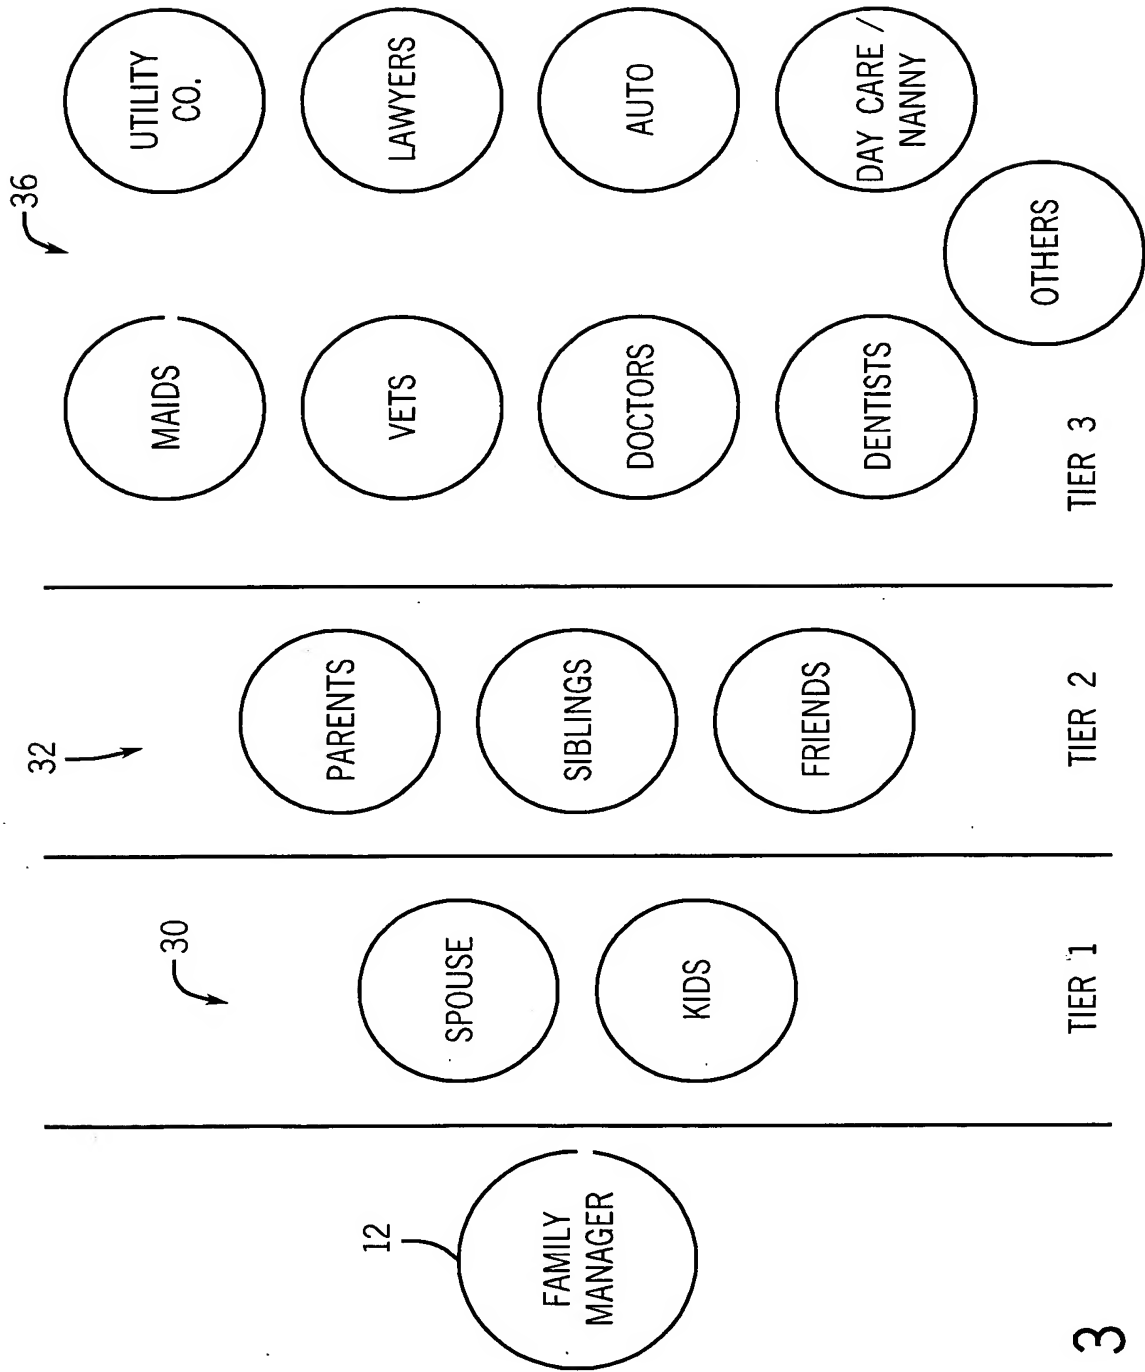 12
FAMILY
MANAGER
30
SPOUSE
KIDS
TIER 1
32
PARENTS
SIBLINGS
FRIENDS
TIER 2
36
MAIDS
VETS
DOCTORS
DENTISTS
TIER 3
UTILITY
CO.
LAWYERS
AUTO
DAY CARE /
NANNY
OTHERS
3